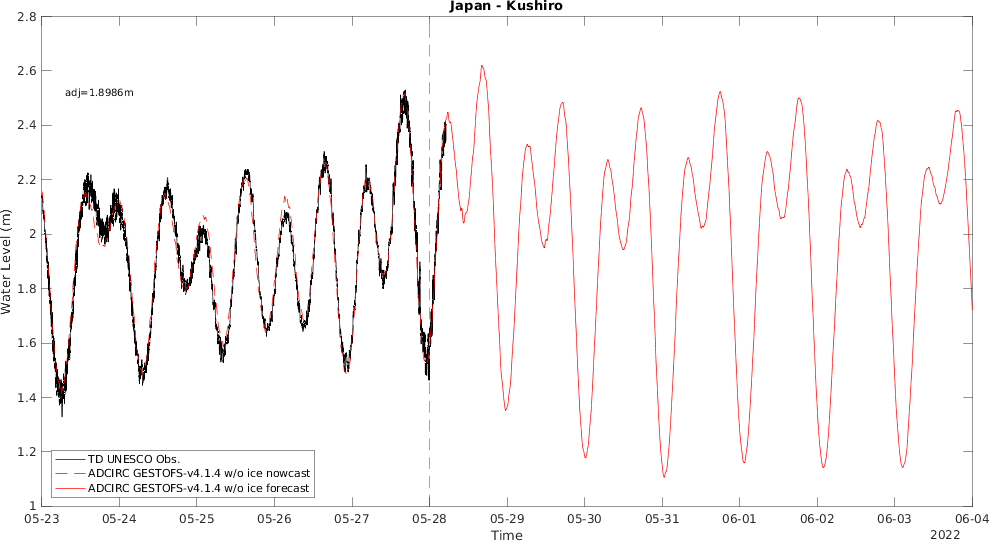 Japan - Kushiro
2.8
2.6
2.4
2.2
2
1.8
1.6
1.4
1.2
1
Water Level (m)
adj=1.8986m
TD UNESCO Obs.
ADCIRC GESTOFS-v4.1.4 w/o ice nowcast
ADCIRC GESTOFS-v4.1.4 w/o ice forecast
05-23 05-24 05-25 05-26 05-27 05-28 05-29 05-30 05-31 06-01 06-02 06-03 06-04
Time
2022